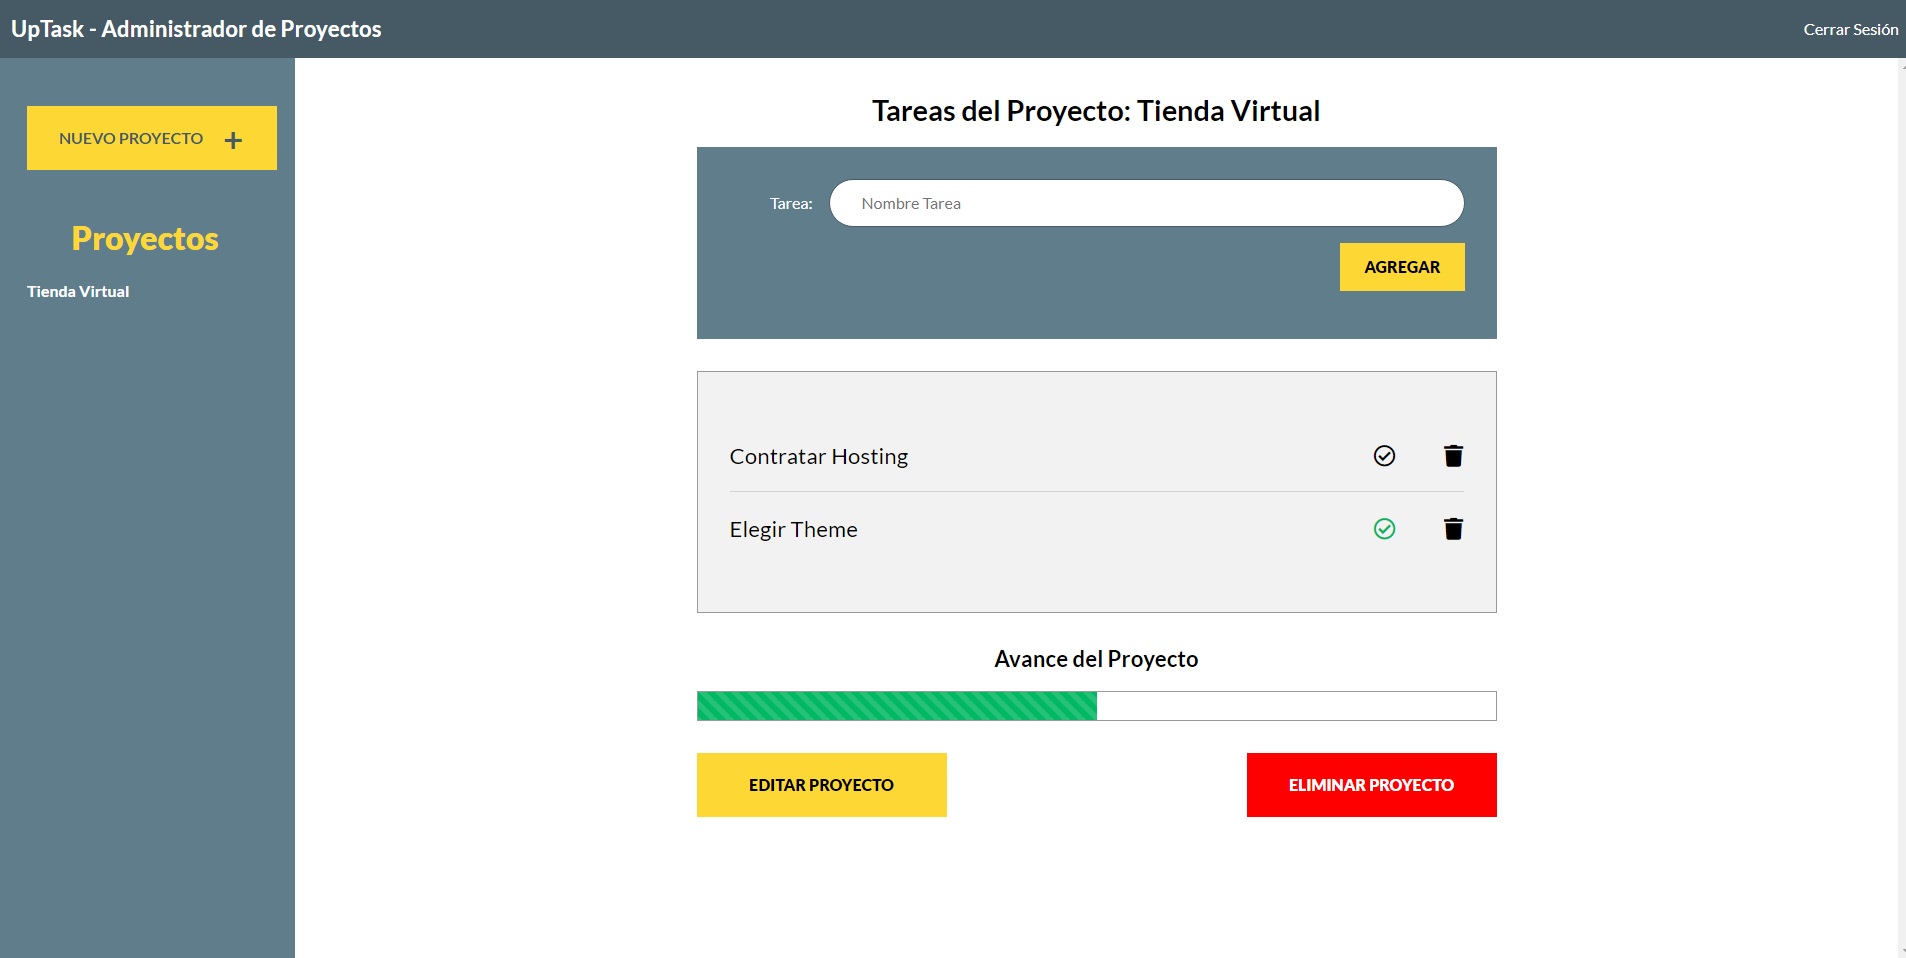 UpTask - Administrador de Proyectos
Cerrar Sesión
NUEVO PROYECTO +
Proyectos
Tienda Virtual
Tareas del Proyecto: Tienda Virtual
Tarea:
Nombre Tarea
AGREGAR
Contratar Hosting
Elegir Theme
Avance del Proyecto
EDITAR PROYECTO
ELIMINAR PROYECTO